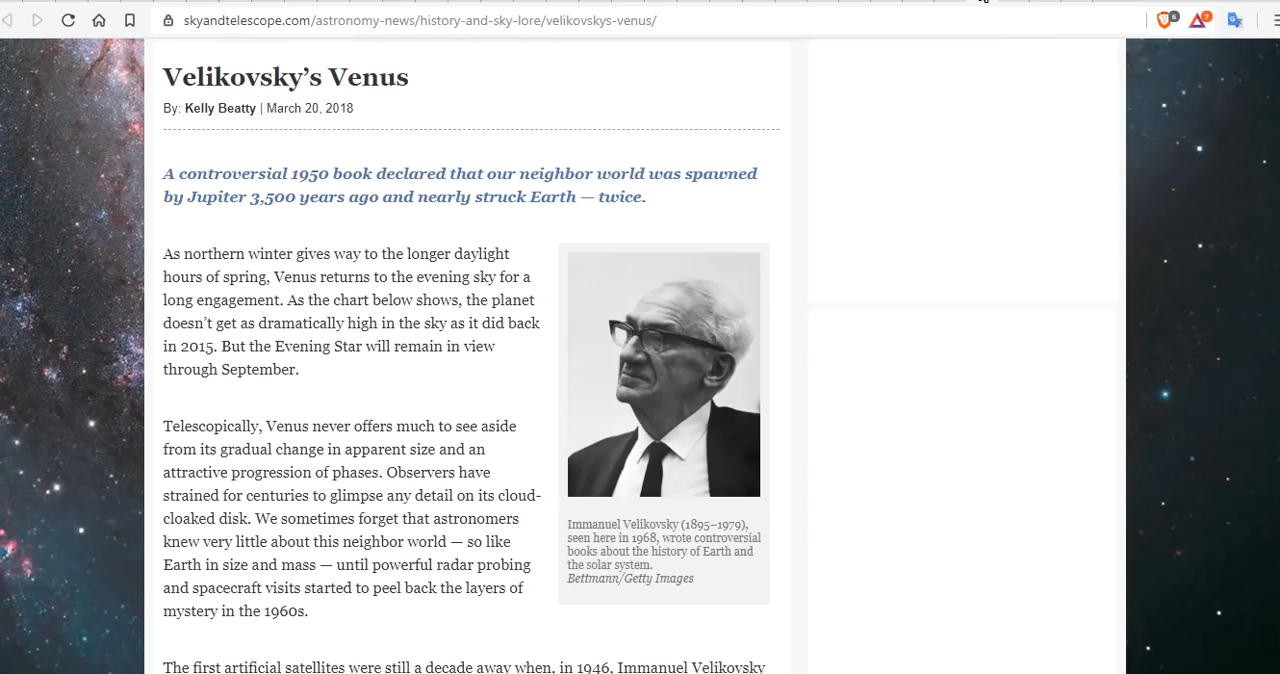 skyandtelescope.com/astronomy-news/history-and-sky-lore/velikovskys-venus/
6
7
Velikovsky’s Venus
By: Kelly Beatty | March 20, 2018
A controversial 1950 book declared that our neighbor world was spawned
by Jupiter 3,500 years ago and nearly struck Earth — twice.
As northern winter gives way to the longer daylight
hours of spring, Venus returns to the evening sky for a
long engagement. As the chart below shows, the planet
doesn’t get as dramatically high in the sky as it did back
in 2015. But the Evening Star will remain in view
through September.
Telescopically, Venus never offers much to see aside
from its gradual change in apparent size and an
attractive progression of phases. Observers have
strained for centuries to glimpse any detail on its cloud-
cloaked disk. We sometimes forget that astronomers
knew very little about this neighbor world — so like
Earth in size and mass — until powerful radar probing
and spacecraft visits started to peel back the layers of
mystery in the 1960s.
Immanuel Velikovsky (1895–1979),
seen here in 1968, wrote controversial
books about the history of Earth and
the solar system.
Bettmann/Getty Images
The first artificial satellites were still a decade away when, in 1946, Immanuel Velikovsky